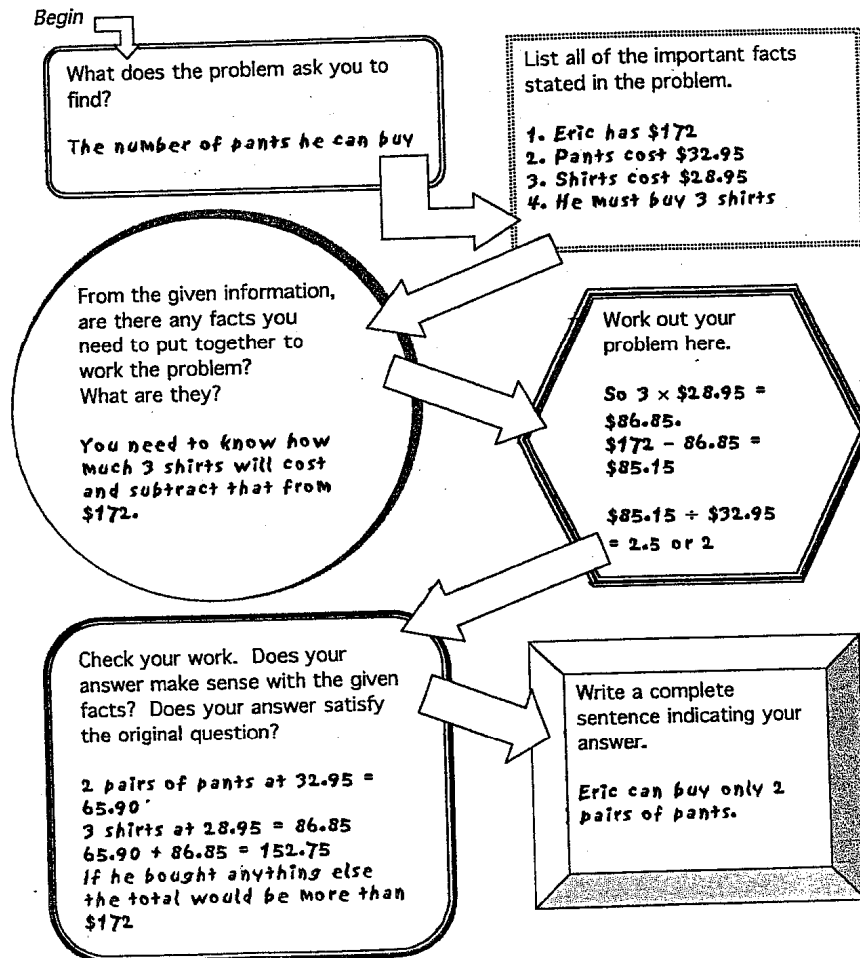 Begin
What does the problem ask you to
find?
The number of pants he can buy
List all of the important facts
stated in the problem.
1. Eric has $172
2. Pants cost $32.95
3. Shirts cost $28.95
4. He must buy 3 shirts
From the given information,
are there any facts you
need to put together to
work the problem?
What are they?
You need to know how
much 3 shirts will cost
and subtract that from
$172.
Work out your
problem here.
So 3 × $28.95 =
$86.85.
$172 - 86.85 =
$85.15
$85.15 ÷ $32.95
= 2.5 or 2
Check your work. Does your
answer make sense with the given
facts? Does your answer satisfy
the original question?
2 pairs of pants at 32.95 =
65.90
3 shirts at 28.95 = 86.85
65.90 + 86.85 = 152.75
If he bought anything else
the total would be more than
$172
Write a complete
sentence indicating your
answer.
Eric can buy only 2
pairs of pants.